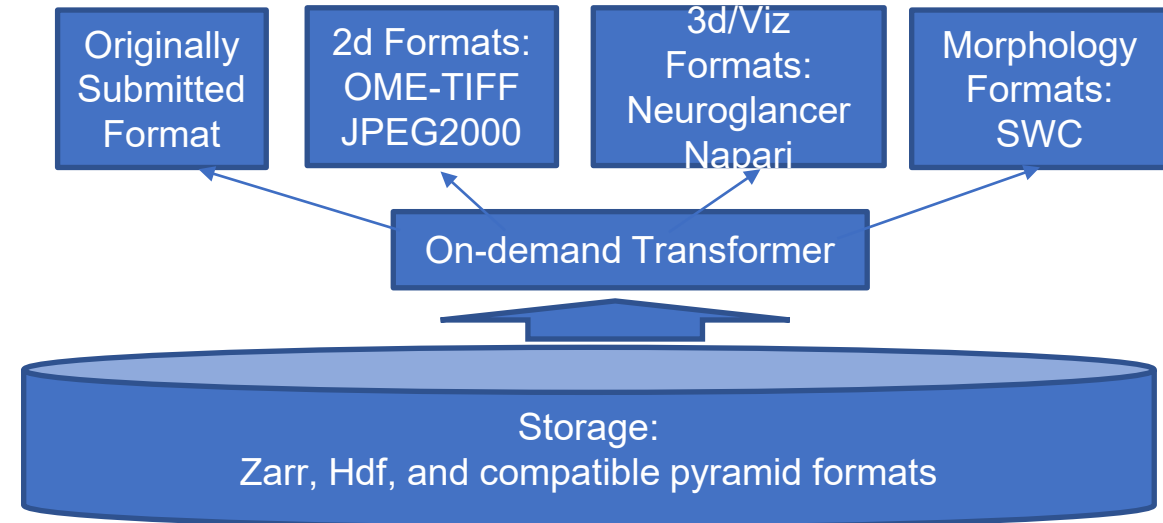 Originally
Submitted
Format
2d Formats:
OME-TIFF
JPEG2000
3d/Viz
Formats:
Neuroglancer
Napari
Morphology
Formats:
SWC
On-demand Transformer
Storage:
Zarr, Hdf, and compatible pyramid formats